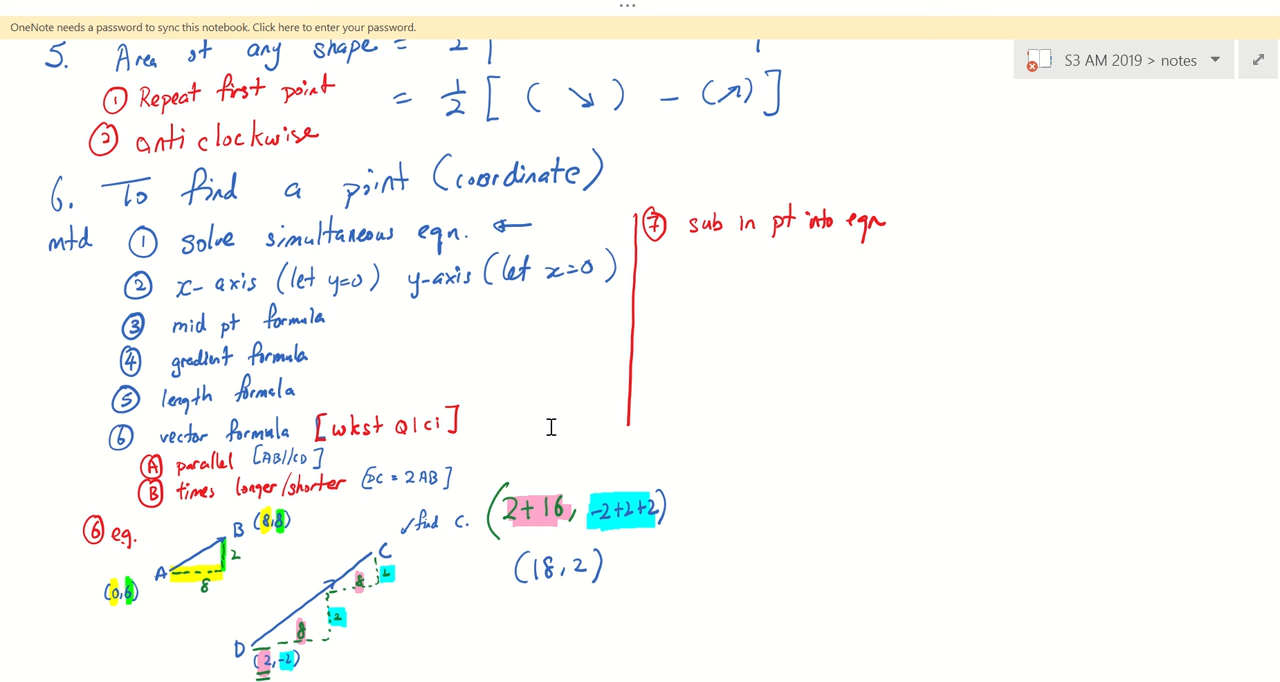 OneNote needs a password to sync this notebook. Click here to enter your password.
S3 AM 2019 > notes
5. Area of any shape = 2
① Repeat first point
= 1/2 [ ( ↘ ) - (↗) ]
② anti clockwise
6. To find a point (coordinate)
mtd ① solve simultaneous eqn. ←
② x-axis (let y=0) y-axis (let x=0)
③ mid pt formula
④ gradient formula
⑤ length formula
⑥ vector formula [wkst Q1ci]
Ⓐ parallel [AB//CD]
Ⓑ times longer/shorter [DC = 2AB]
⑦ sub in pt into eqn
⑥ eg.
A (0,6)
B (8,8)
8
2
✓find C.
D (2,-2)
8
2
8
2
C
(2+16, -2+2+2)
(18,2)